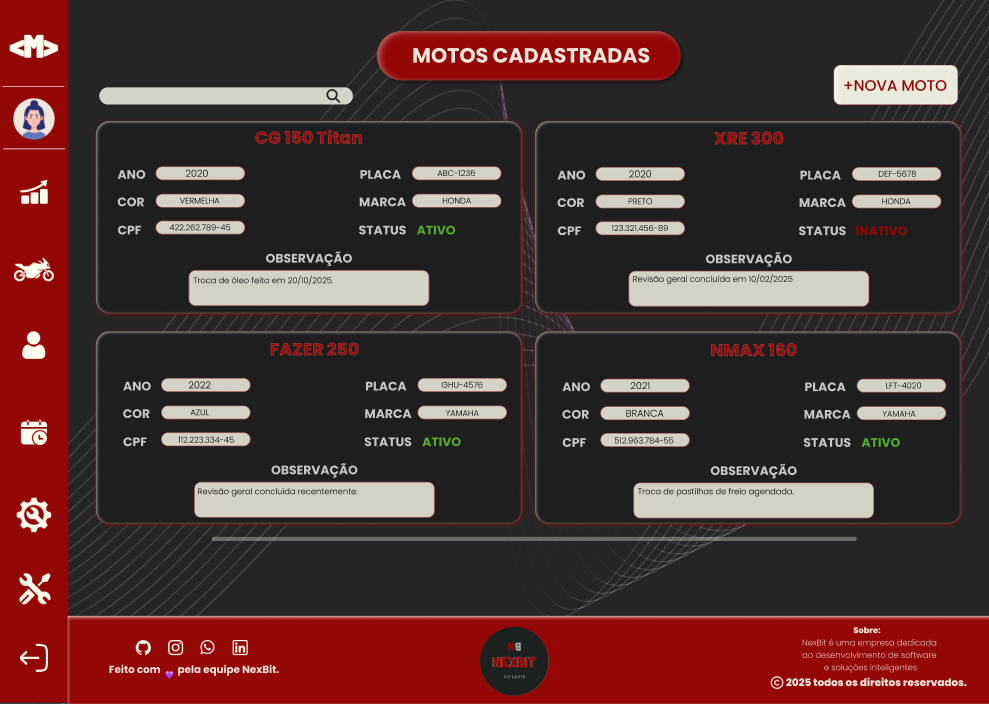 <M>
MOTOS CADASTRADAS
+NOVA MOTO
CG 150 Titan
ANO 2020 PLACA ABC-1236
COR VERMELHA MARCA HONDA
CPF 422.262.789-45 STATUS ATIVO
OBSERVAÇÃO
Troca de óleo feita em 20/10/2025.
XRE 300
ANO 2020 PLACA DEF-5678
COR PRETO MARCA HONDA
CPF 123.321.456-89 STATUS INATIVO
OBSERVAÇÃO
Revisão geral concluída em 10/02/2025
FAZER 250
ANO 2022 PLACA GHU-4576
COR AZUL MARCA YAMAHA
CPF 112.223.334-45 STATUS ATIVO
OBSERVAÇÃO
Revisão geral concluida recentemente.
NMAX 160
ANO 2021 PLACA LFT-4020
COR BRANCA MARCA YAMAHA
CPF 512.963.784-55 STATUS ATIVO
OBSERVAÇÃO
Troca de pastilhas de freio agendada.
Feito com 💜 pela equipe NexBit.
NB
NEXBIT
SOFTWARE
Sobre:
NexBit é uma empresa dedicada
ao desenvolvimento de software
e soluções inteligentes
© 2025 todos os direitos reservados.